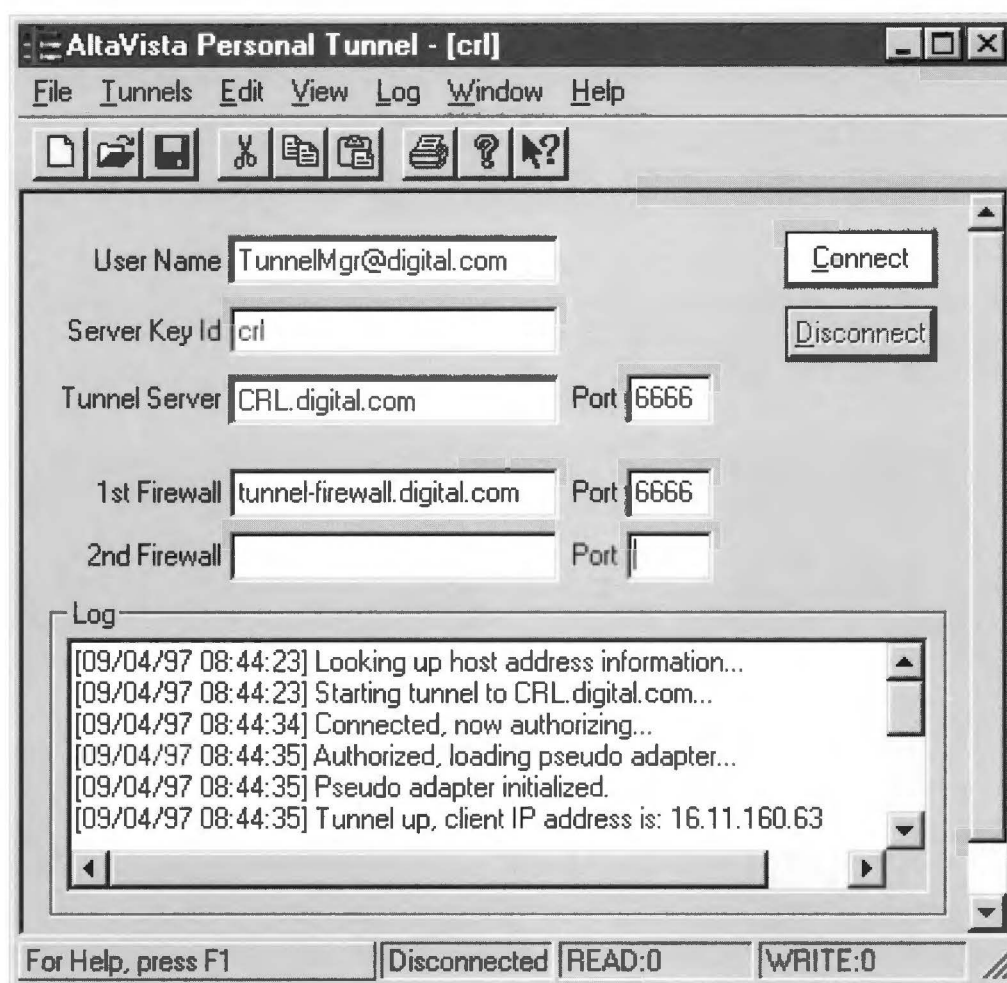 AltaVista Personal Tunnel - [crl]
File Tunnels Edit View Log Window Help
User Name TunnelMgr@digital.com Connect
Server Key Id crl Disconnect
Tunnel Server CRL.digital.com Port 6666
1st Firewall tunnel-firewall.digital.com Port 6666
2nd Firewall Port
Log
[09/04/97 08:44:23] Looking up host address information...
[09/04/97 08:44:23] Starting tunnel to CRL.digital.com...
[09/04/97 08:44:34] Connected, now authorizing...
[09/04/97 08:44:35] Authorized, loading pseudo adapter...
[09/04/97 08:44:35] Pseudo adapter initialized.
[09/04/97 08:44:35] Tunnel up, client IP address is: 16.11.160.63
For Help, press F1 Disconnected READ:0 WRITE:0